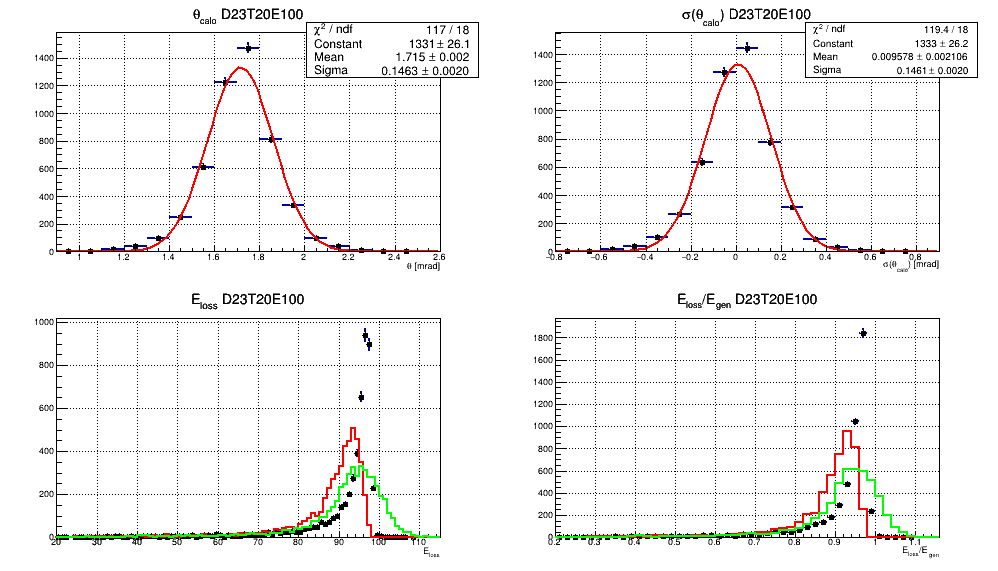 θcalo D23T20E100
χ² / ndf 117 / 18
Constant 1331 ± 26.1
Mean 1.715 ± 0.002
Sigma 0.1463 ± 0.0020
1400
1200
1000
800
600
400
200
0
1 1.2 1.4 1.6 1.8 2 2.2 2.4 2.6
θ [mrad]
σ(θcalo) D23T20E100
χ² / ndf 119.4 / 18
Constant 1333 ± 26.2
Mean 0.009578 ± 0.002106
Sigma 0.1461 ± 0.0020
1400
1200
1000
800
600
400
200
0
−0.8 −0.6 −0.4 −0.2 0 0.2 0.4 0.6 0.8
σ(θcalo) [mrad]
Eloss D23T20E100
1000
800
600
400
200
0
20 30 40 50 60 70 80 90 100 110
Eloss
Eloss/Egen D23T20E100
1800
1600
1400
1200
1000
800
600
400
200
0
0.2 0.3 0.4 0.5 0.6 0.7 0.8 0.9 1 1.1
Eloss/Egen